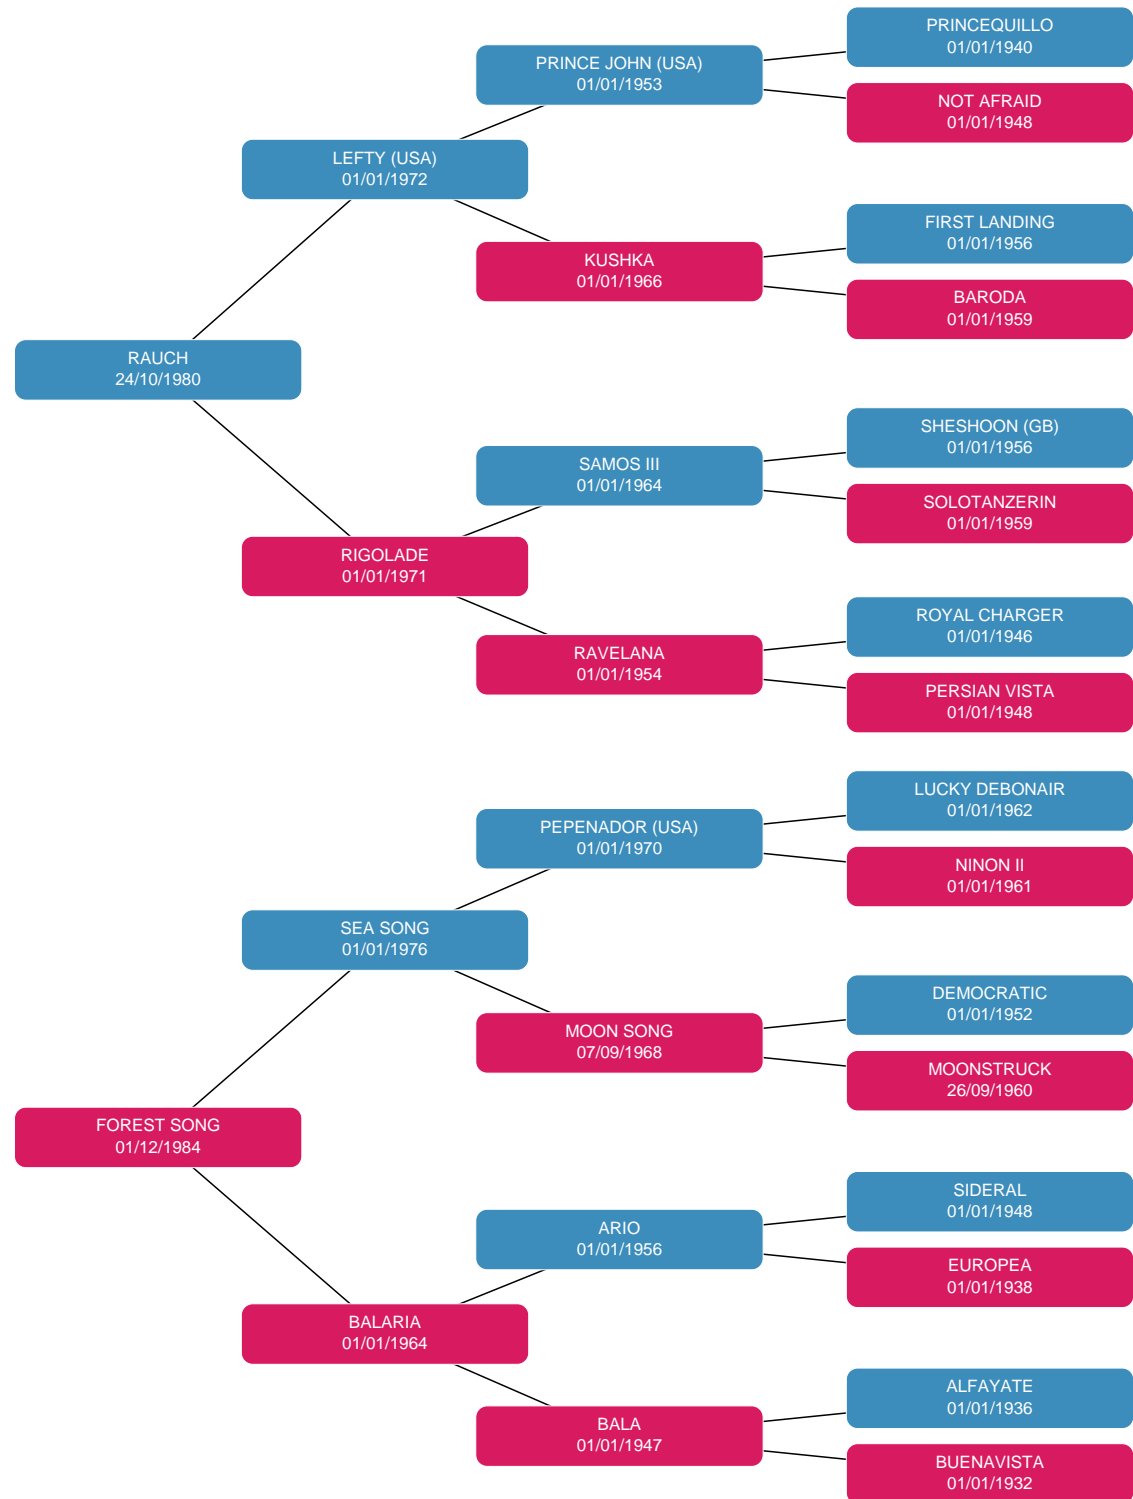 PRINCEQUILLO
01/01/1940
PRINCE JOHN (USA)
01/01/1953
NOT AFRAID
01/01/1948
LEFTY (USA)
01/01/1972
FIRST LANDING
01/01/1956
KUSHKA
01/01/1966
BARODA
01/01/1959
RAUCH
24/10/1980
SHESHOON (GB)
01/01/1956
SAMOS III
01/01/1964
SOLOTANZERIN
01/01/1959
RIGOLADE
01/01/1971
ROYAL CHARGER
01/01/1946
RAVELANA
01/01/1954
PERSIAN VISTA
01/01/1948
LUCKY DEBONAIR
01/01/1962
PEPENADOR (USA)
01/01/1970
NINON II
01/01/1961
SEA SONG
01/01/1976
DEMOCRATIC
01/01/1952
MOON SONG
07/09/1968
MOONSTRUCK
26/09/1960
FOREST SONG
01/12/1984
SIDERAL
01/01/1948
ARIO
01/01/1956
EUROPEA
01/01/1938
BALARIA
01/01/1964
ALFAYATE
01/01/1936
BALA
01/01/1947
BUENAVISTA
01/01/1932